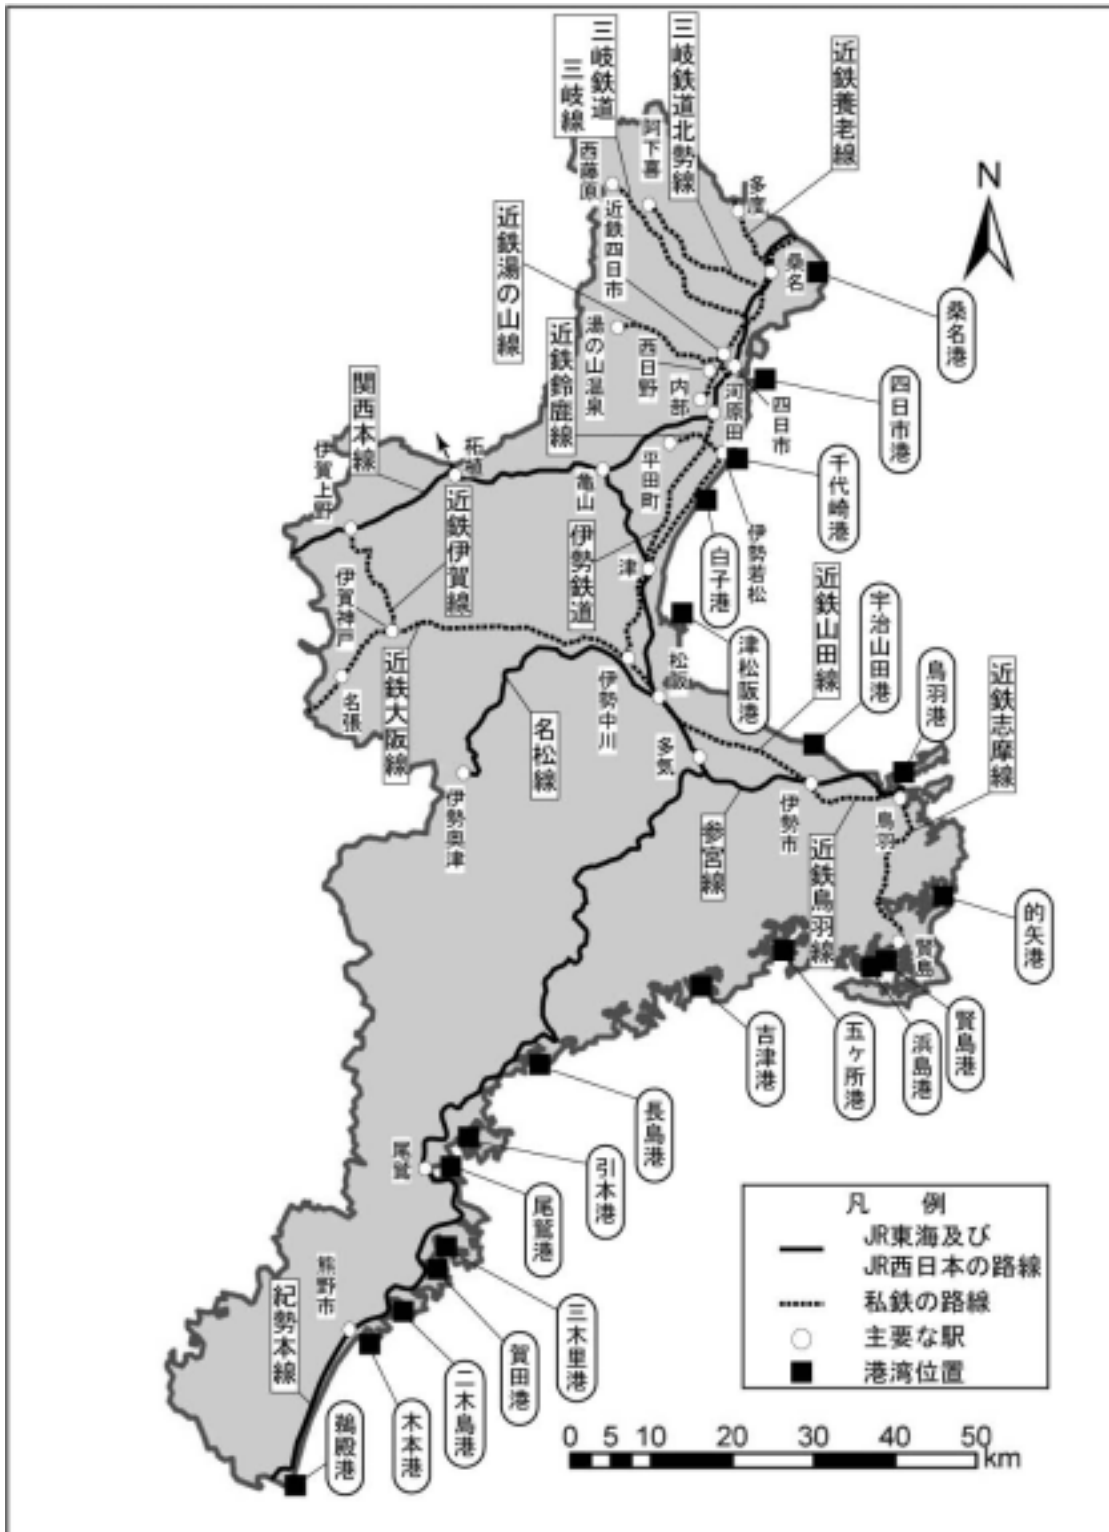 三岐鉄道
三岐線
三岐鉄道北勢線
近鉄養老線
阿下喜
西藤原
多度
N
近鉄四日市
近鉄湯の山線
桑名
桑名港
湯の山温泉
近鉄鈴鹿線
西日野
内部
河原田
四日市
四日市港
関西本線
伊賀上野
柘植
亀山
平田町
千代崎港
近鉄伊賀線
伊勢鉄道
津
白子港
伊勢若松
近鉄山田線
宇治山田港
伊賀神戸
名張
近鉄大阪線
伊勢中川
松阪
津松阪港
鳥羽港
近鉄志摩線
名松線
多気
伊勢奥津
参宮線
伊勢市
近鉄鳥羽線
鳥羽
的矢港
賢島
吉津港
五ヶ所港
浜島港
賢島港
長島港
尾鷲
引本港
尾鷲港
熊野市
紀勢本線
三木里港
賀田港
二木島港
木本港
鵜殿港
凡 例
JR東海及び
JR西日本の路線
私鉄の路線
主要な駅
港湾位置
0 5 10 20 30 40 50
km